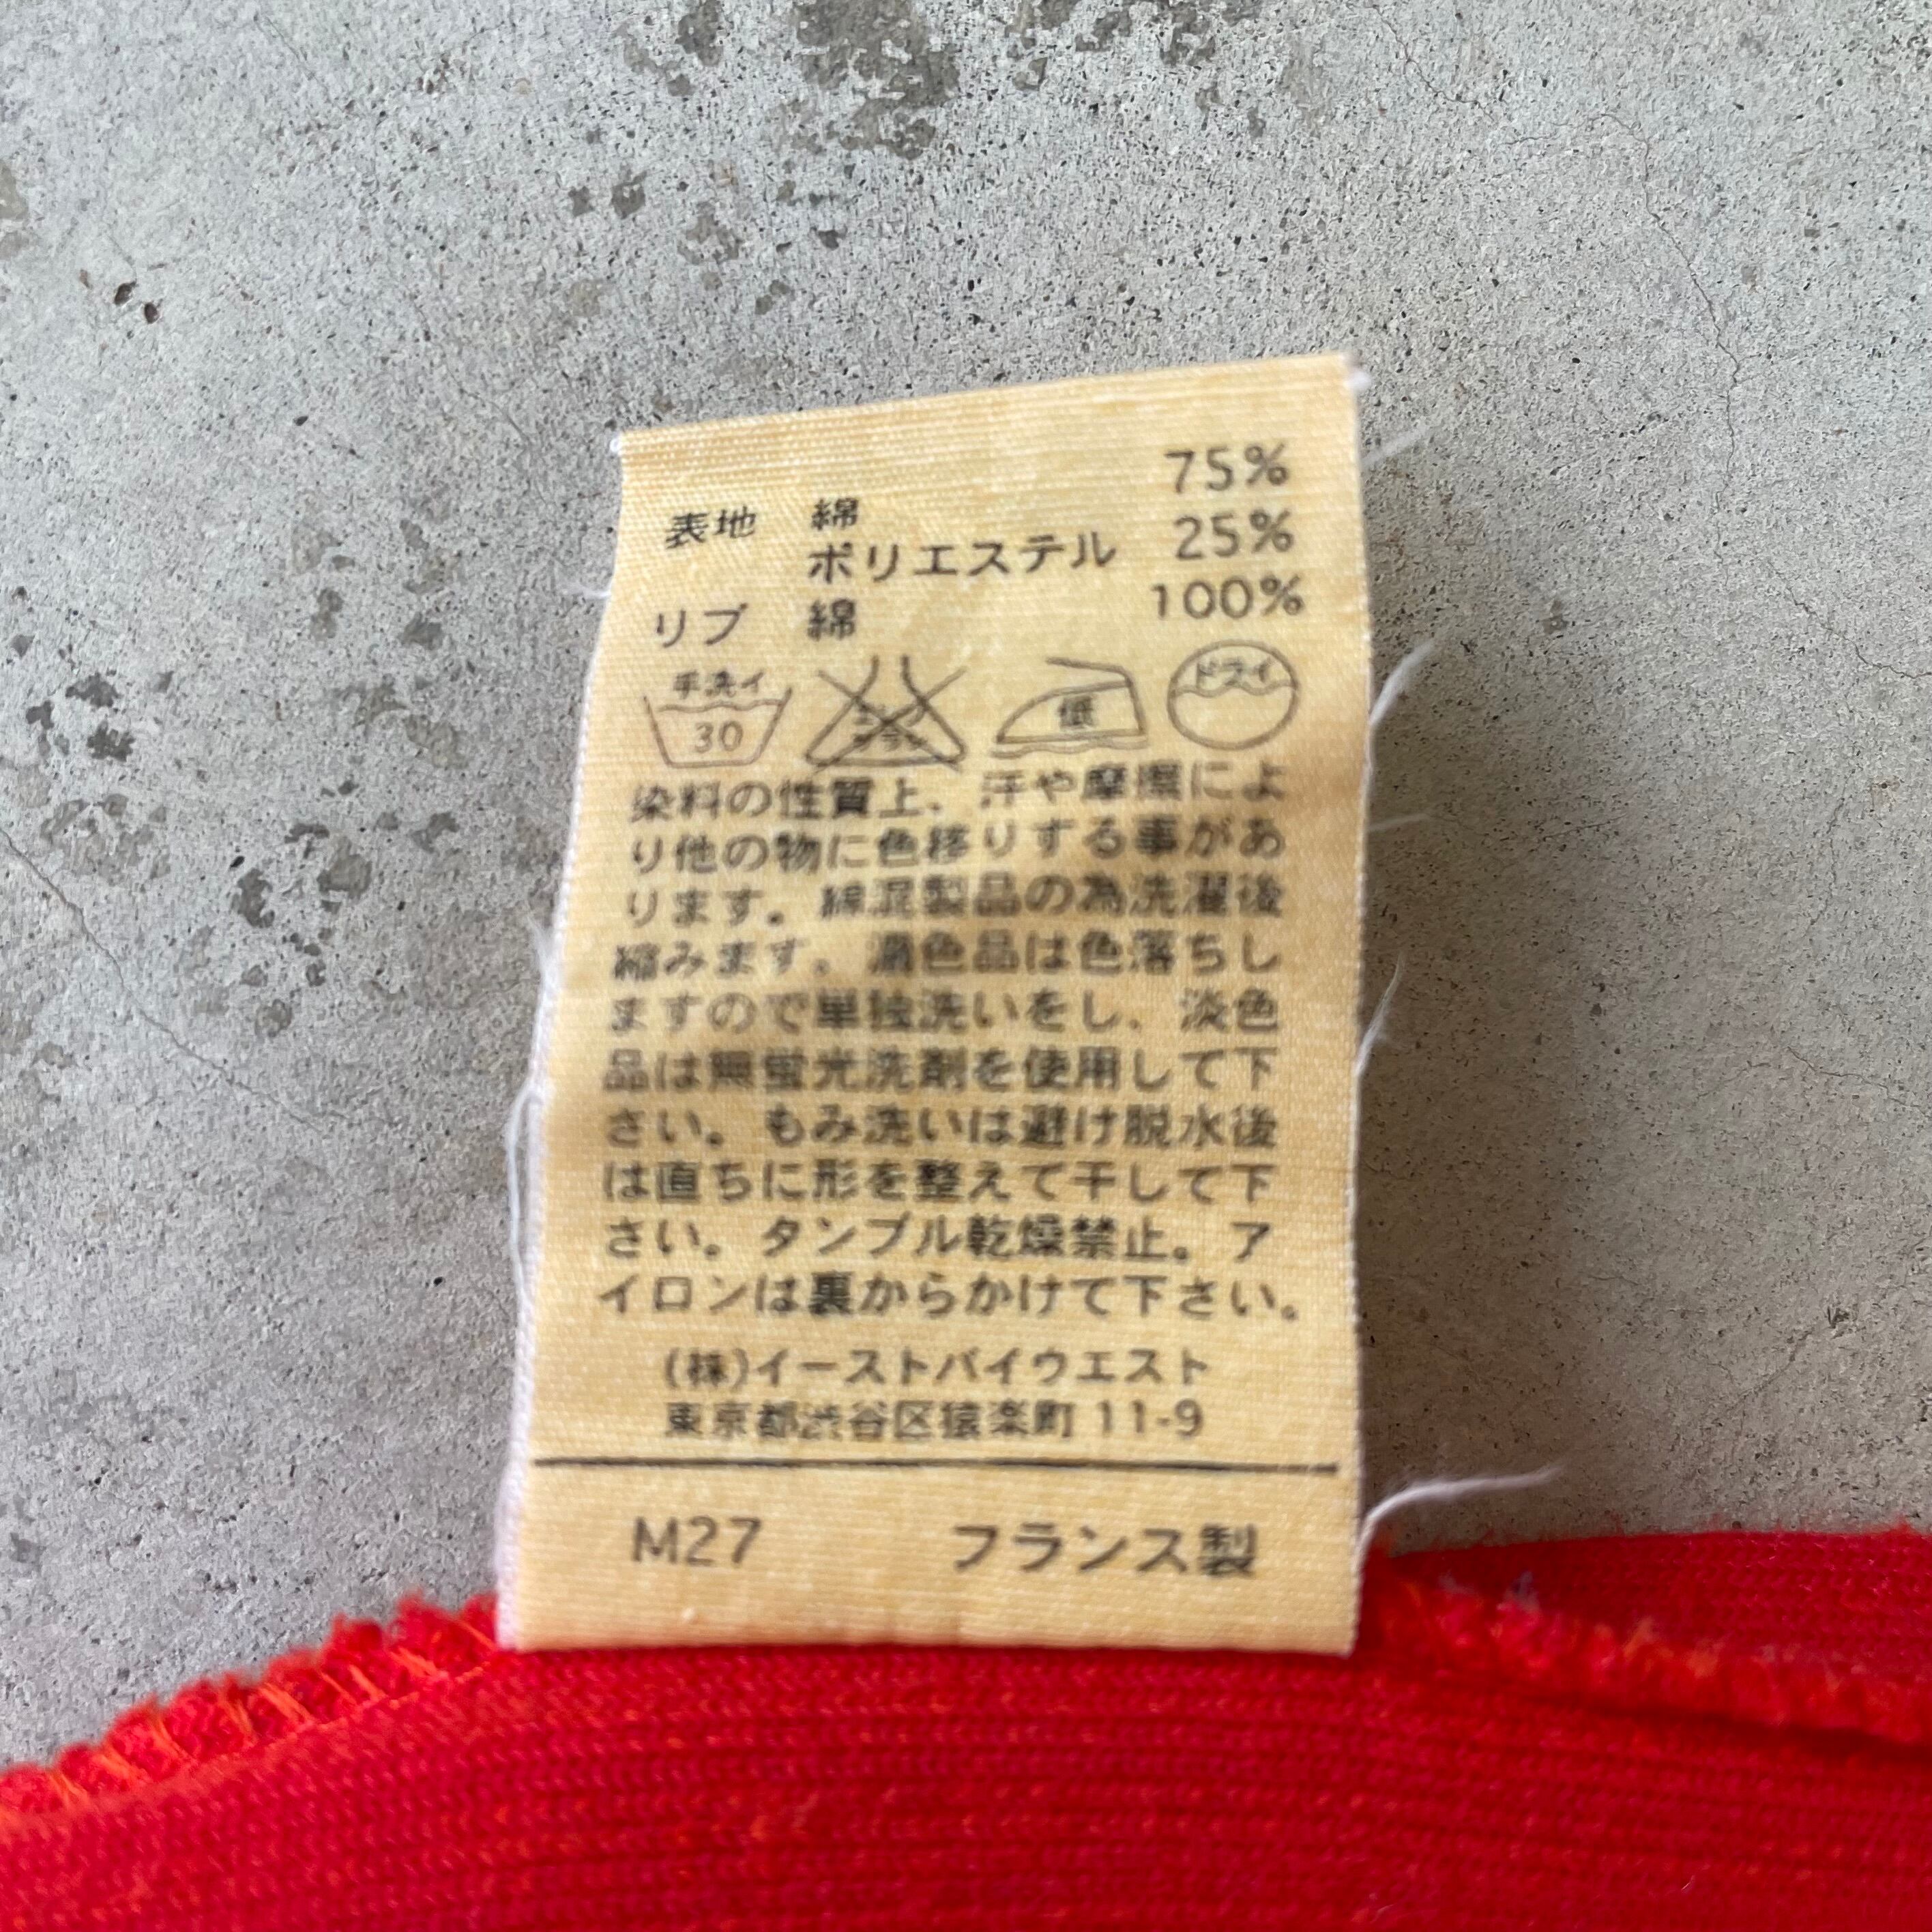 表地 綿 75%
ポリエステル 25%
リブ 綿 100%
手洗イ 30 低 ドライ
染料の性質上、汗や摩擦によ
り他の物に色移りする事があ
ります。綿混製品の為洗濯後
縮みます。濃色品は色落ちし
ますので単独洗いをし、淡色
品は無蛍光洗剤を使用して下
さい。もみ洗いは避け脱水後
は直ちに形を整えて干して下
さい。タンブル乾燥禁止。ア
イロンは裏からかけて下さい。
(株)イーストバイウエスト
東京都渋谷区猿楽町 11-9
M27 フランス製